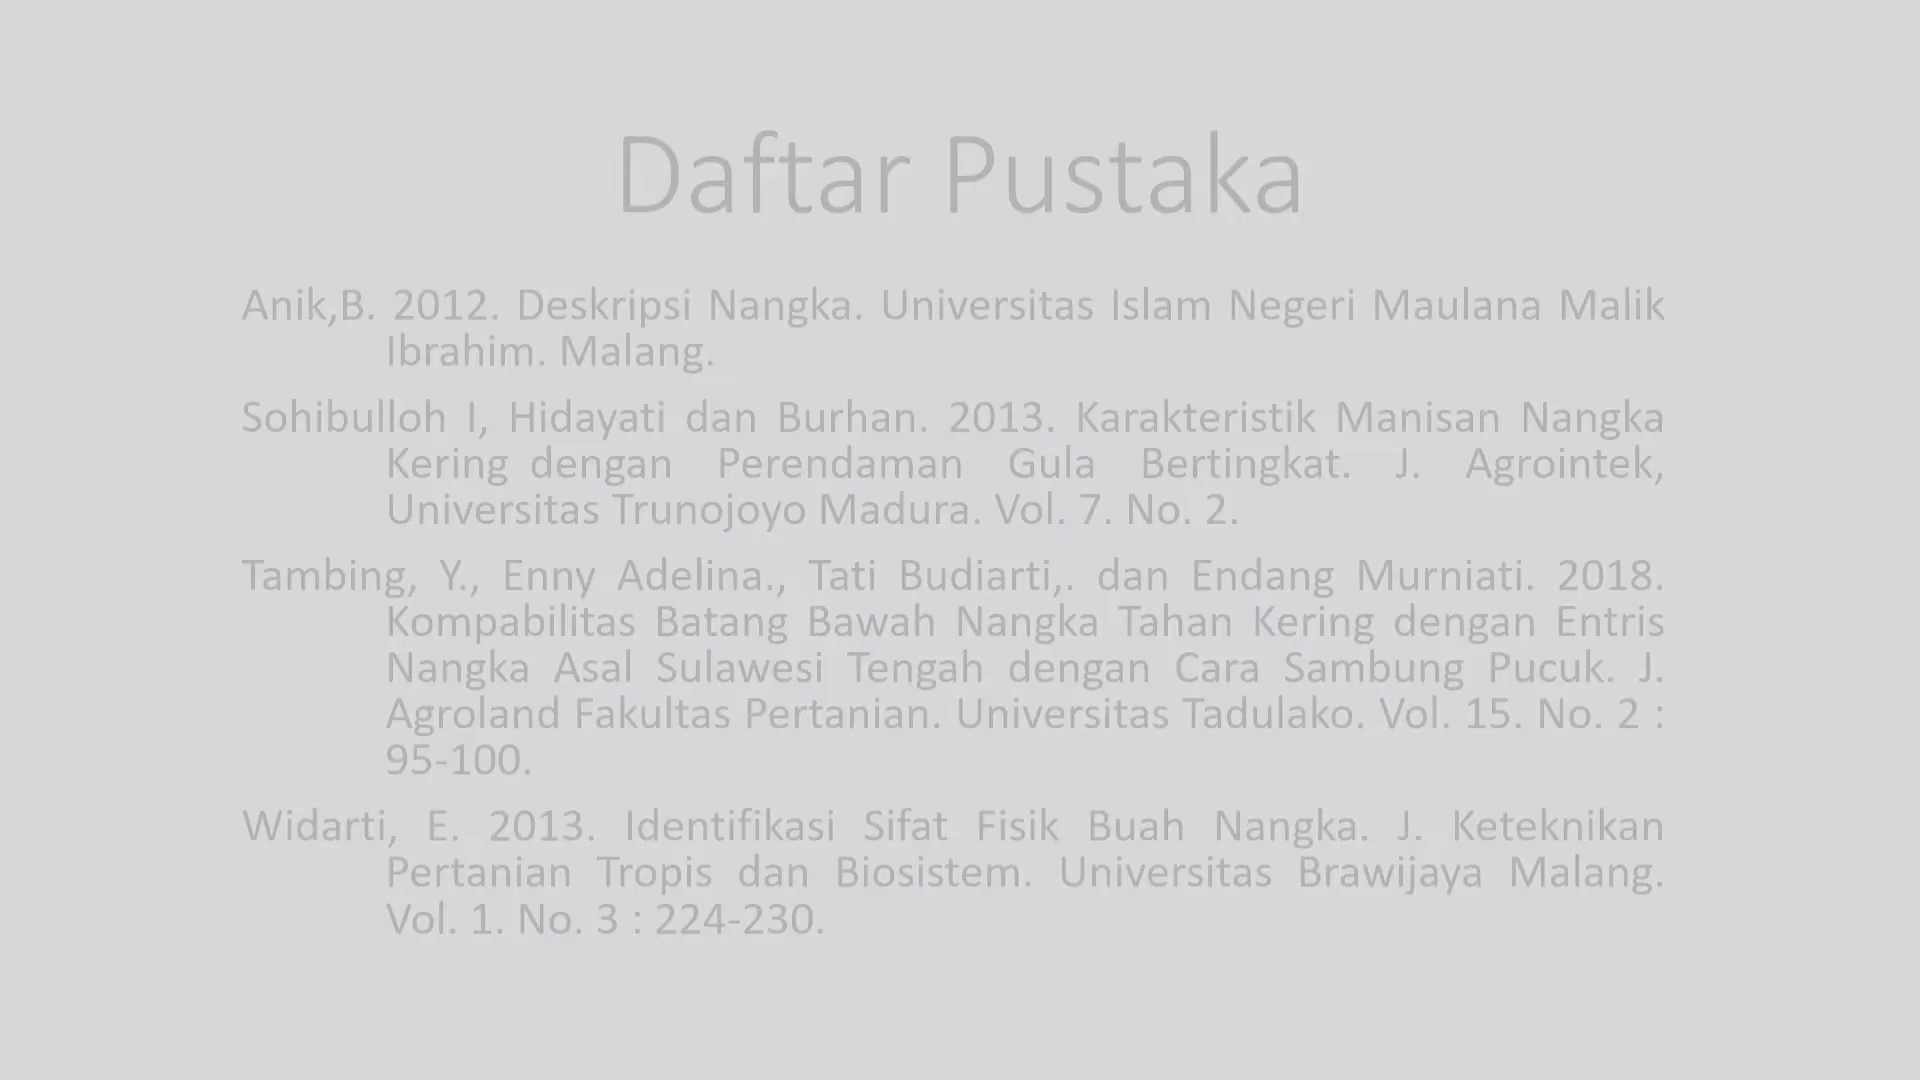 Daftar Pustaka
Anik,B. 2012. Deskripsi Nangka. Universitas Islam Negeri Maulana Malik
Ibrahim. Malang.
Sohibulloh I, Hidayati dan Burhan. 2013. Karakteristik Manisan Nangka
Kering dengan Perendaman Gula Bertingkat. J. Agrointek,
Universitas Trunojoyo Madura. Vol. 7. No. 2.
Tambing, Y., Enny Adelina., Tati Budiarti,. dan Endang Murniati. 2018.
Kompabilitas Batang Bawah Nangka Tahan Kering dengan Entris
Nangka Asal Sulawesi Tengah dengan Cara Sambung Pucuk. J.
Agroland Fakultas Pertanian. Universitas Tadulako. Vol. 15. No. 2 :
95-100.
Widarti, E. 2013. Identifikasi Sifat Fisik Buah Nangka. J. Keteknikan
Pertanian Tropis dan Biosistem. Universitas Brawijaya Malang.
Vol. 1. No. 3 : 224-230.